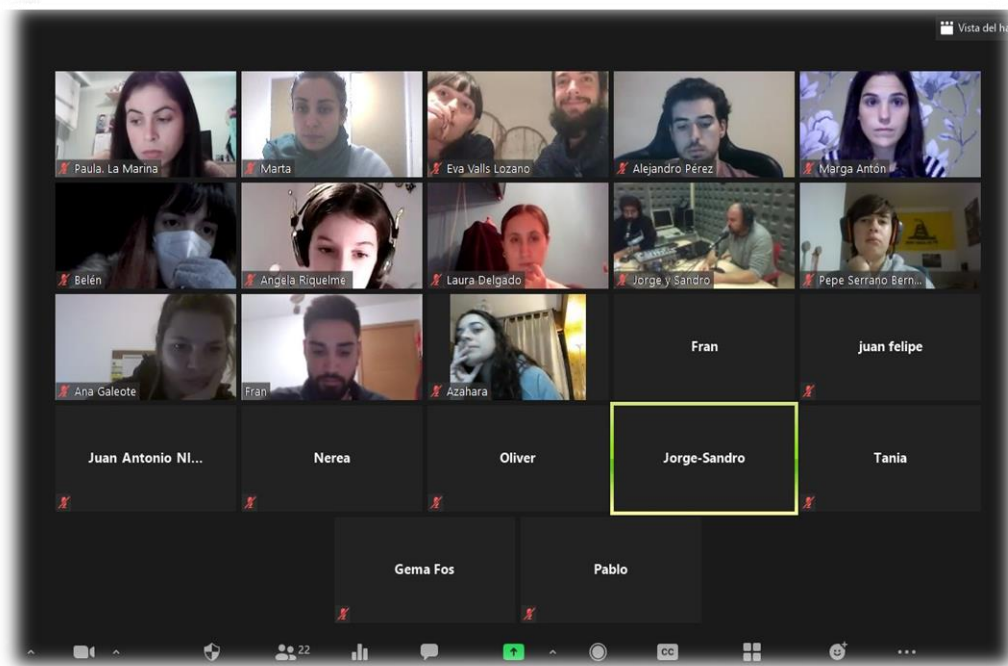 Vista del ha
Paula. La Marina
Marta
Eva Valls Lozano
Alejandro Pérez
Marga Antón
Belén
Angela Riquelme
Laura Delgado
Jorge y Sandro
Pepe Serrano Bern...
Ana Galeote
Fran
Azahara
Fran
juan felipe
Juan Antonio NI...
Nerea
Oliver
Jorge-Sandro
Tania
Gema Fos
Pablo
22
CC